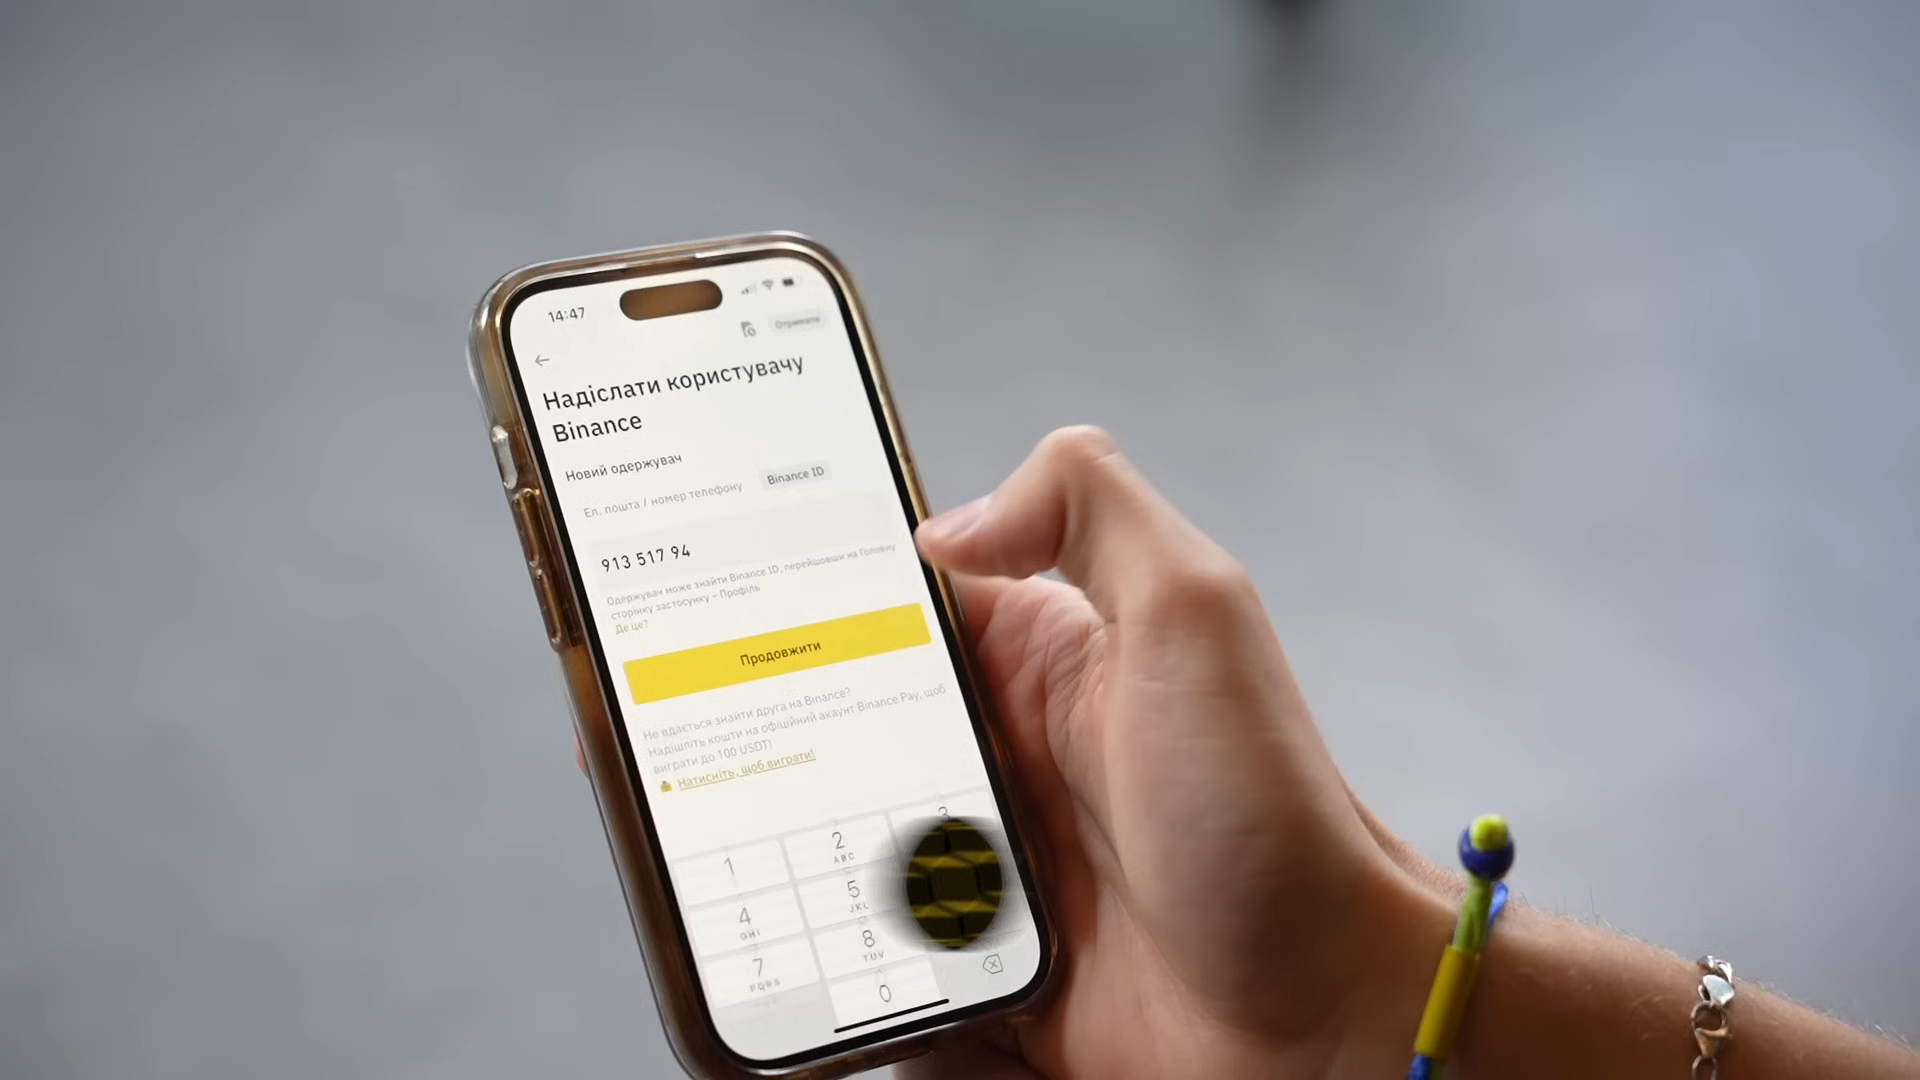 14:47
Отримати
Надіслати користувачу
Binance
Новий одержувач
Ел. пошта / номер телефону
Binance ID
913 517 94
Одержувач може знайти Binance ID, перейшовши на Головну
сторінку застосунку – Профіль
Де це?
Продовжити
Не вдається знайти друга на Binance?
Надішліть кошти на офіційний акаунт Binance Pay, щоб
виграти до 100 USDT!
Натисніть, щоб виграти!
1
2
ABC
3
4
GHI
5
JKL
7
PQRS
8
TUV
0